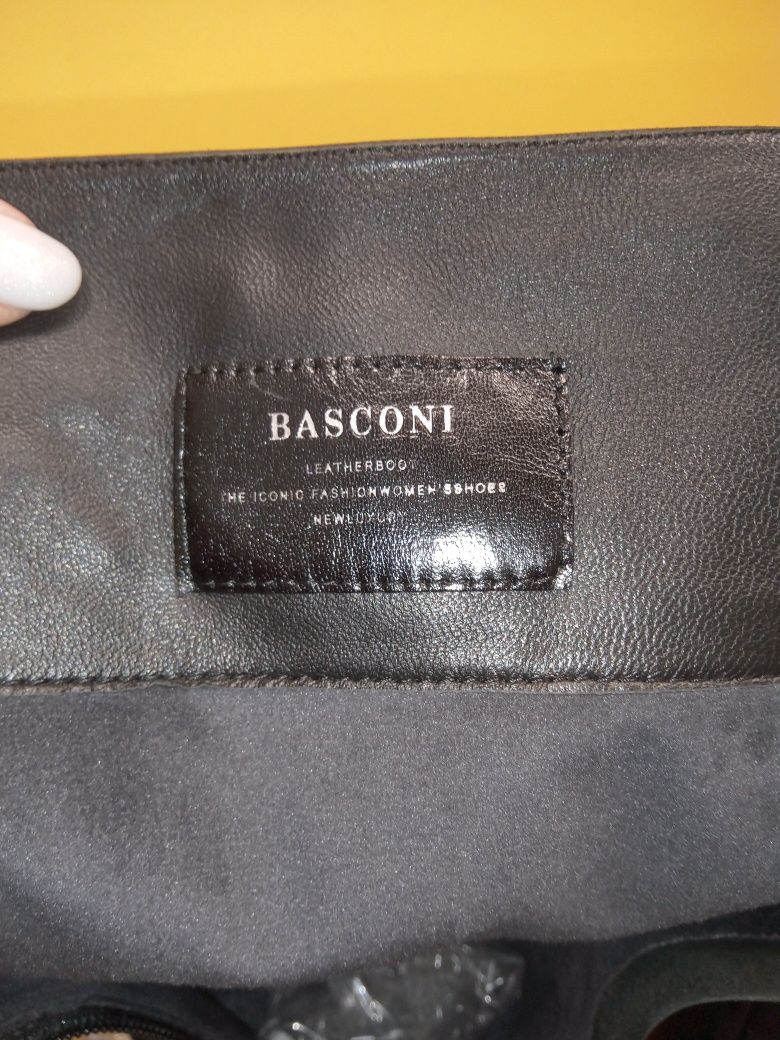 BASCONI
LEATHERBOOT
THE ICONIC FASHIONWOMEN'SSHOES
NEWLUXURY